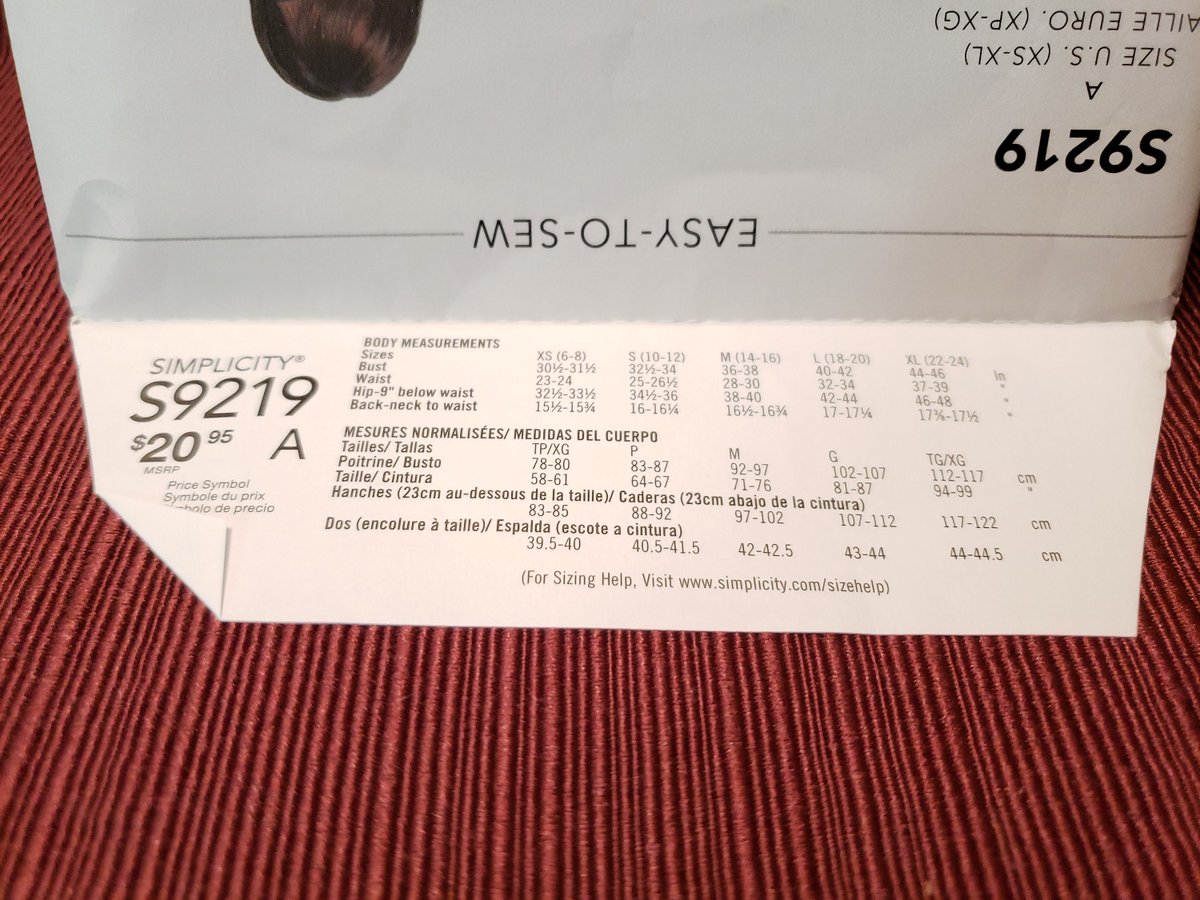 AILLE EURO. (XP-XG)
SIZE U.S. (XS-XL)
A
S9219
EASY-TO-SEW
SIMPLICITY®
S9219
$20 95 A
MSRP
Price Symbol
Symbole du prix
bolo de precio
BODY MEASUREMENTS
Sizes XS (6-8) S (10-12) M (14-16) L (18-20) XL (22-24)
Bust 30½-31½ 32½-34 36-38 40-42 44-46 In
Waist 23-24 25-26½ 28-30 32-34 37-39 "
Hip-9" below waist 32½-33½ 34½-36 38-40 42-44 46-48 "
Back-neck to waist 15½-15¾ 16-16¼ 16½-16¾ 17-17¼ 17⅜-17½ "
MESURES NORMALISÉES/ MEDIDAS DEL CUERPO
Tailles/ Tallas TP/XG P M G TG/XG
Poitrine/ Busto 78-80 83-87 92-97 102-107 112-117 cm
Taille/ Cintura 58-61 64-67 71-76 81-87 94-99 "
Hanches (23cm au-dessous de la taille)/ Caderas (23cm abajo de la cintura)
83-85 88-92 97-102 107-112 117-122 cm
Dos (encolure à taille)/ Espalda (escote a cintura)
39.5-40 40.5-41.5 42-42.5 43-44 44-44.5 cm
(For Sizing Help, Visit www.simplicity.com/sizehelp)